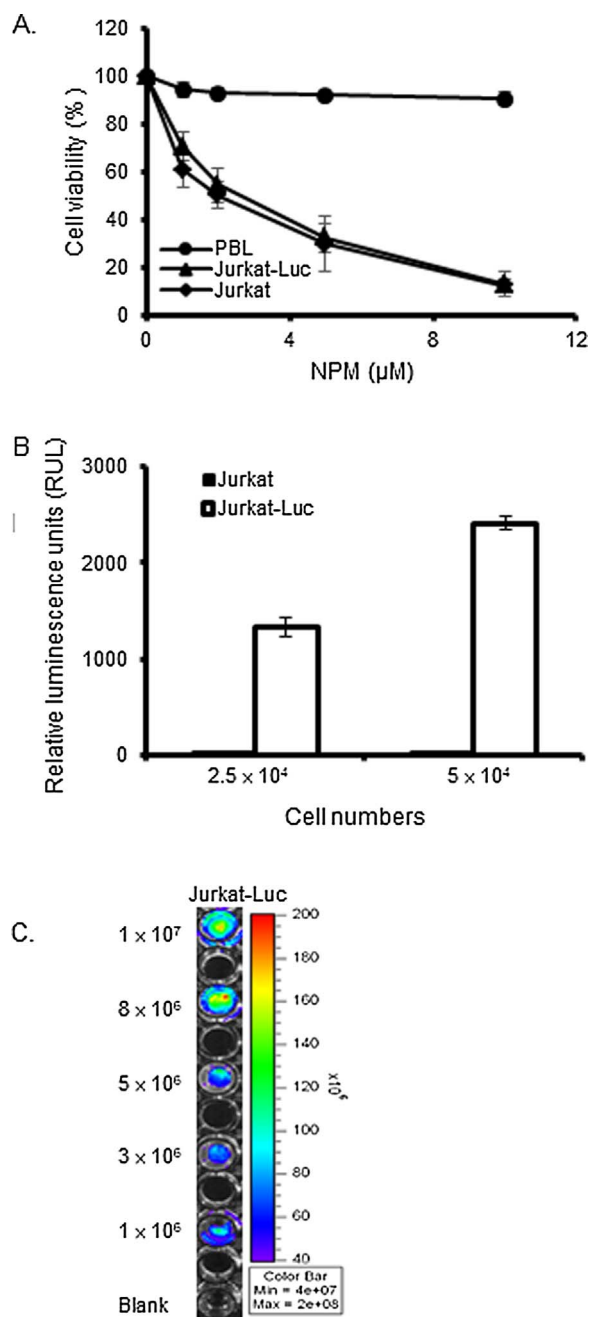 A.
120
100
80
60
40
20
0
Cell viability (%)
PBL
Jurkat-Luc
Jurkat
0 4 8 12
NPM (µM)
B
Relative luminescence units (RUL)
3000
2000
1000
0
Jurkat
Jurkat-Luc
2.5 x 10⁴ 5 x 10⁴
Cell numbers
C.
Jurkat-Luc
1 x 10⁷
8 x 10⁶
5 x 10⁶
3 x 10⁶
1 x 10⁶
Blank
200
160
120
100
80
60
40
x10⁶
Color Bar
Min = 4e+07
Max = 2e+08